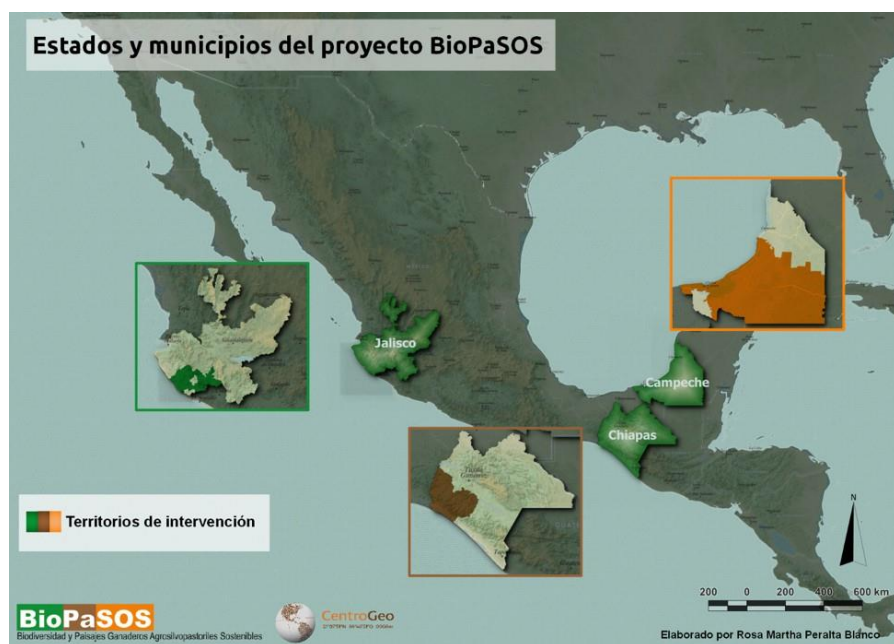 Estados y municipios del proyecto BioPaSOS
Jalisco
Campeche
Chiapas
Territorios de intervención
N
200 0 200 400 600 km
BioPaSOS
Biodiversidad y Paisajes Ganaderos Agrosilvopastoriles Sostenibles
CentroGeo
Elaborado por Rosa Martha Peralta Blanco